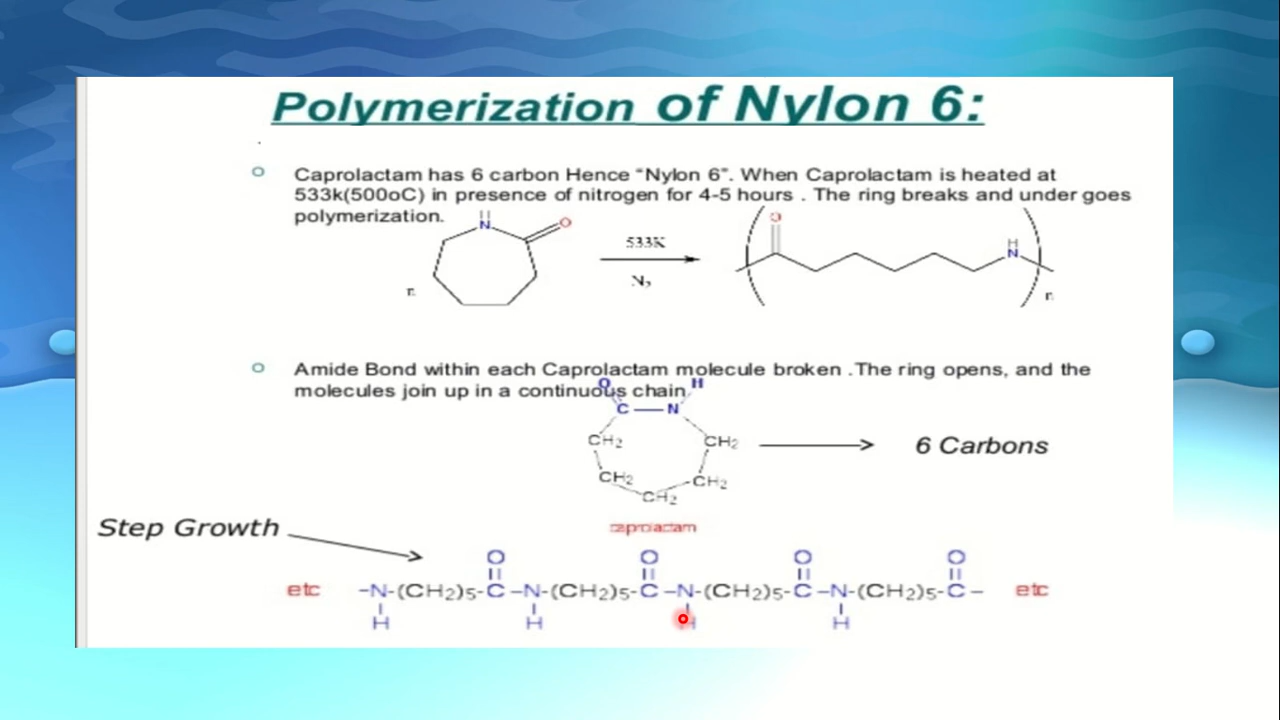 Polymerization of Nylon 6:
Caprolactam has 6 carbon Hence "Nylon 6". When Caprolactam is heated at
533k(500oC) in presence of nitrogen for 4-5 hours . The ring breaks and under goes
polymerization.
H
N
O
533K
N₂
n
O
H
N
n
Amide Bond within each Caprolactam molecule broken .The ring opens, and the
molecules join up in a continuous chain
O H
C — N
CH₂ CH₂
6 Carbons
CH₂ CH₂
CH₂
caprolactam
Step Growth
O O O O
etc -N-(CH₂)₅-C-N-(CH₂)₅-C-N-(CH₂)₅-C-N-(CH₂)₅-C- etc
H H H H